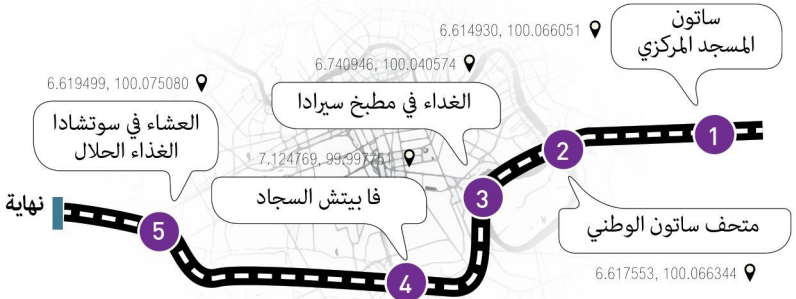 ساتون
المسجد المركزي
6.614930, 100.066051
1
2
متحف ساتون الوطني
6.617553, 100.066344
6.740946, 100.040574
الغداء في مطبخ سيرادا
3
7.124769, 99.997751
فا بيتش السجاد
4
6.619499, 100.075080
العشاء في سوتشادا
الغذاء الحلال
5
نهاية